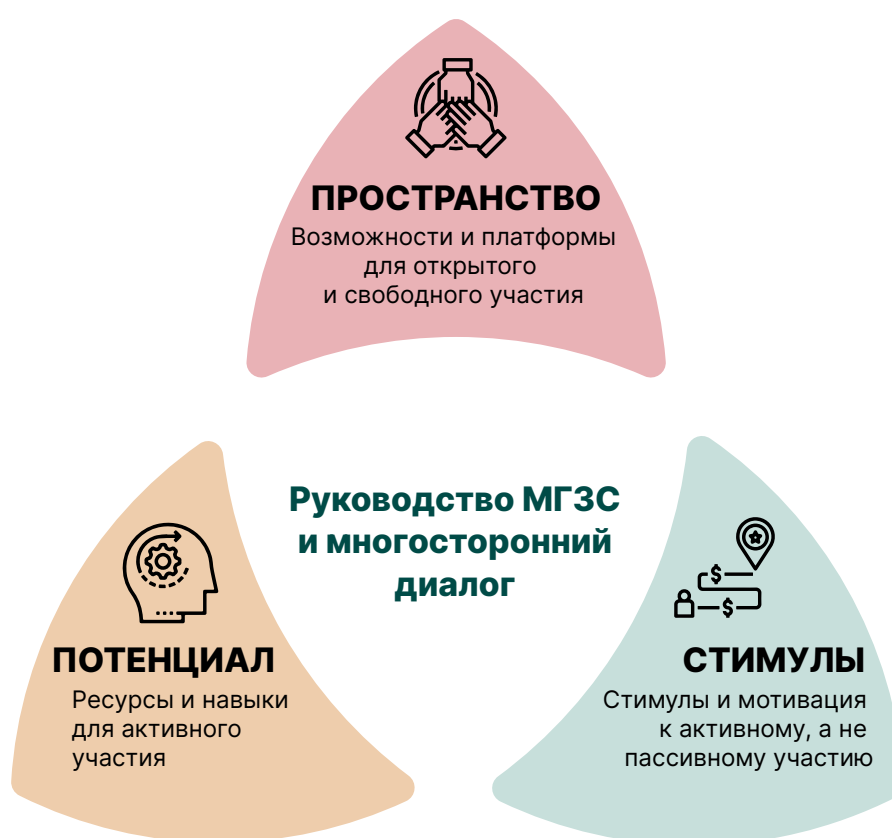 ПРОСТРАНСТВО
Возможности и платформы
для открытого
и свободного участия
Руководство МГЗС
и многосторонний
диалог
ПОТЕНЦИАЛ
Ресурсы и навыки
для активного
участия
СТИМУЛЫ
Стимулы и мотивация
к активному, а не
пассивному участию